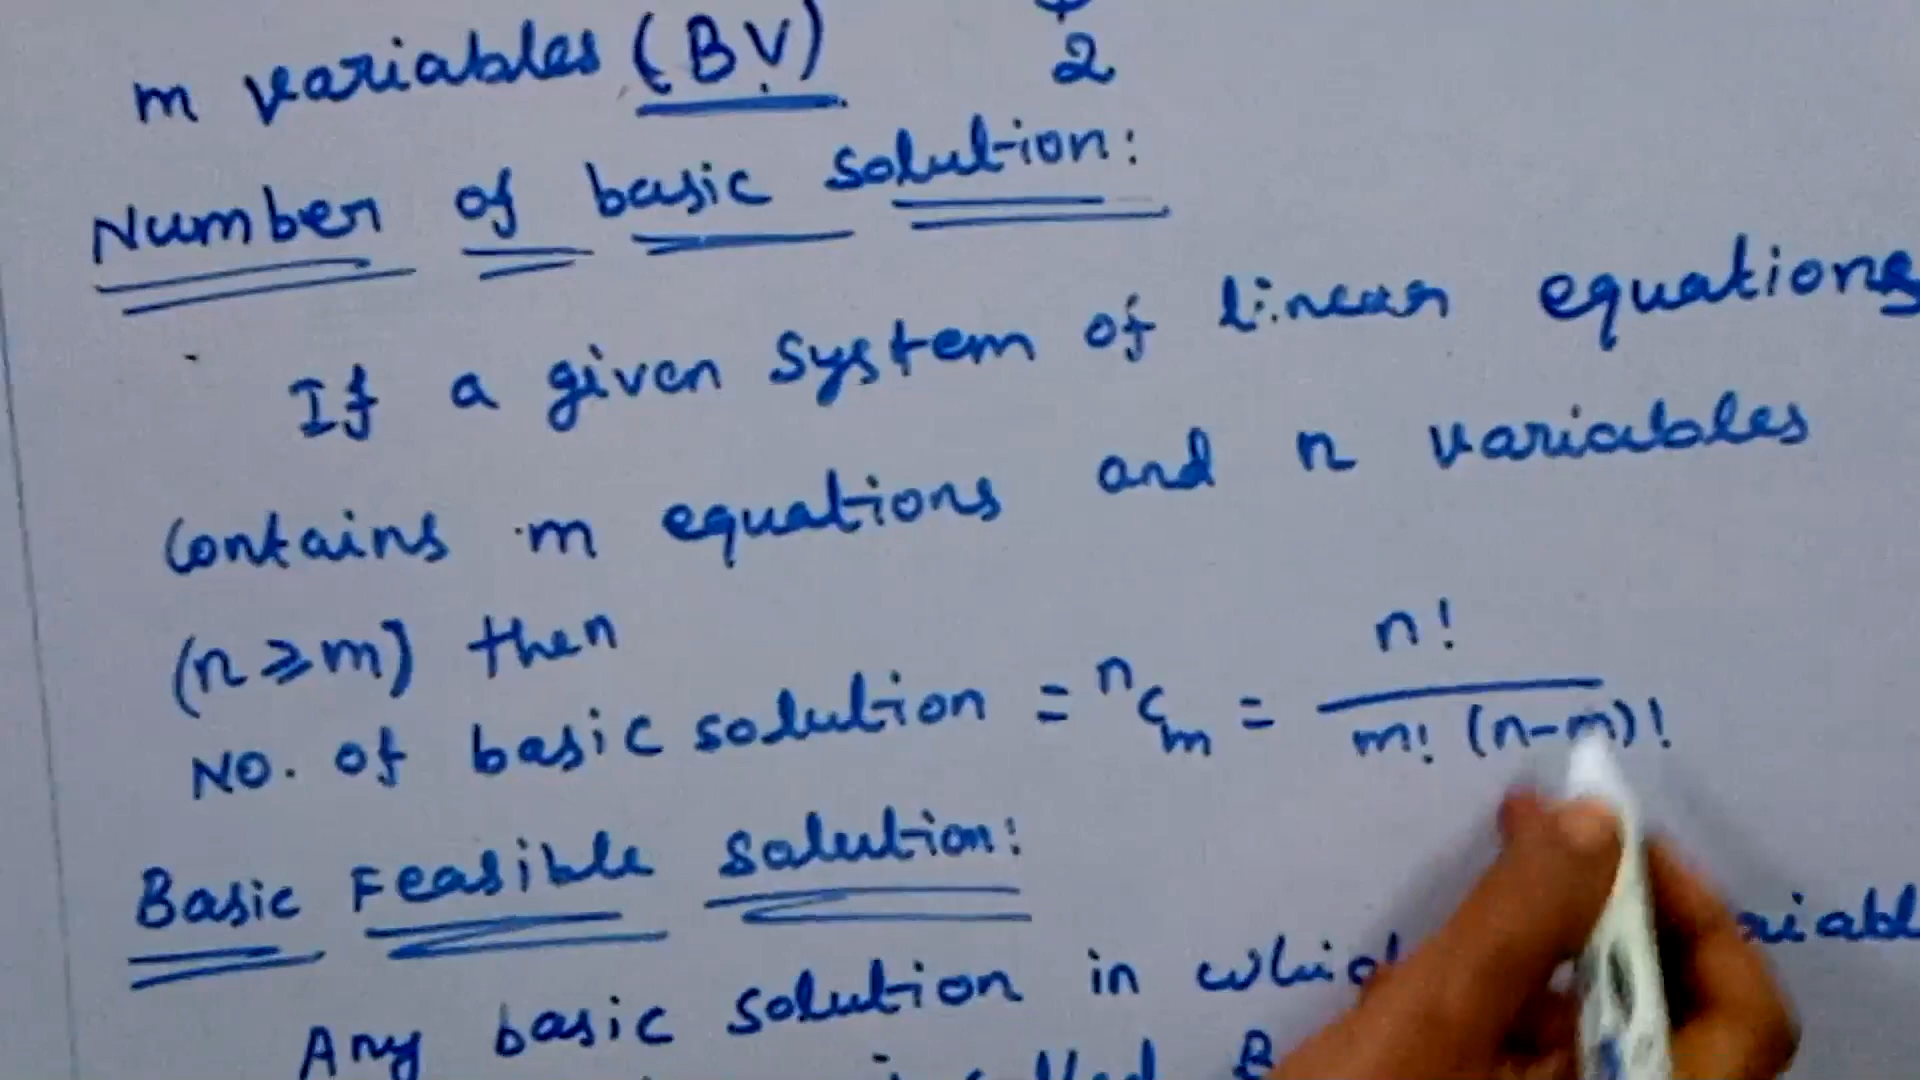 m variables (BV) 2
Number of basic solution:
If a given system of linear equations
Contains m equations and n variables
(n ⩾ m) then
NO. of basic solution = ⁿCₘ = n! / m! (n-m)!
Basic Feasible Solution:
Any basic solution in which